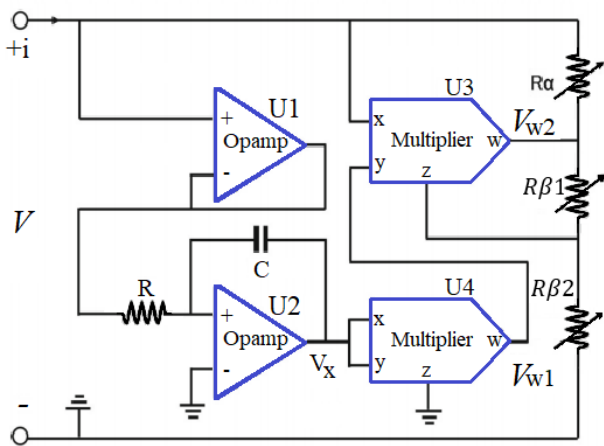 +i
V
-
U1
+
Opamp
-
R
C
U2
+
Opamp
-
Vx
U3
x
y
Multiplier
w
z
Vw2
U4
x
y
Multiplier
w
z
Vw1
Rα
Rβ1
Rβ2